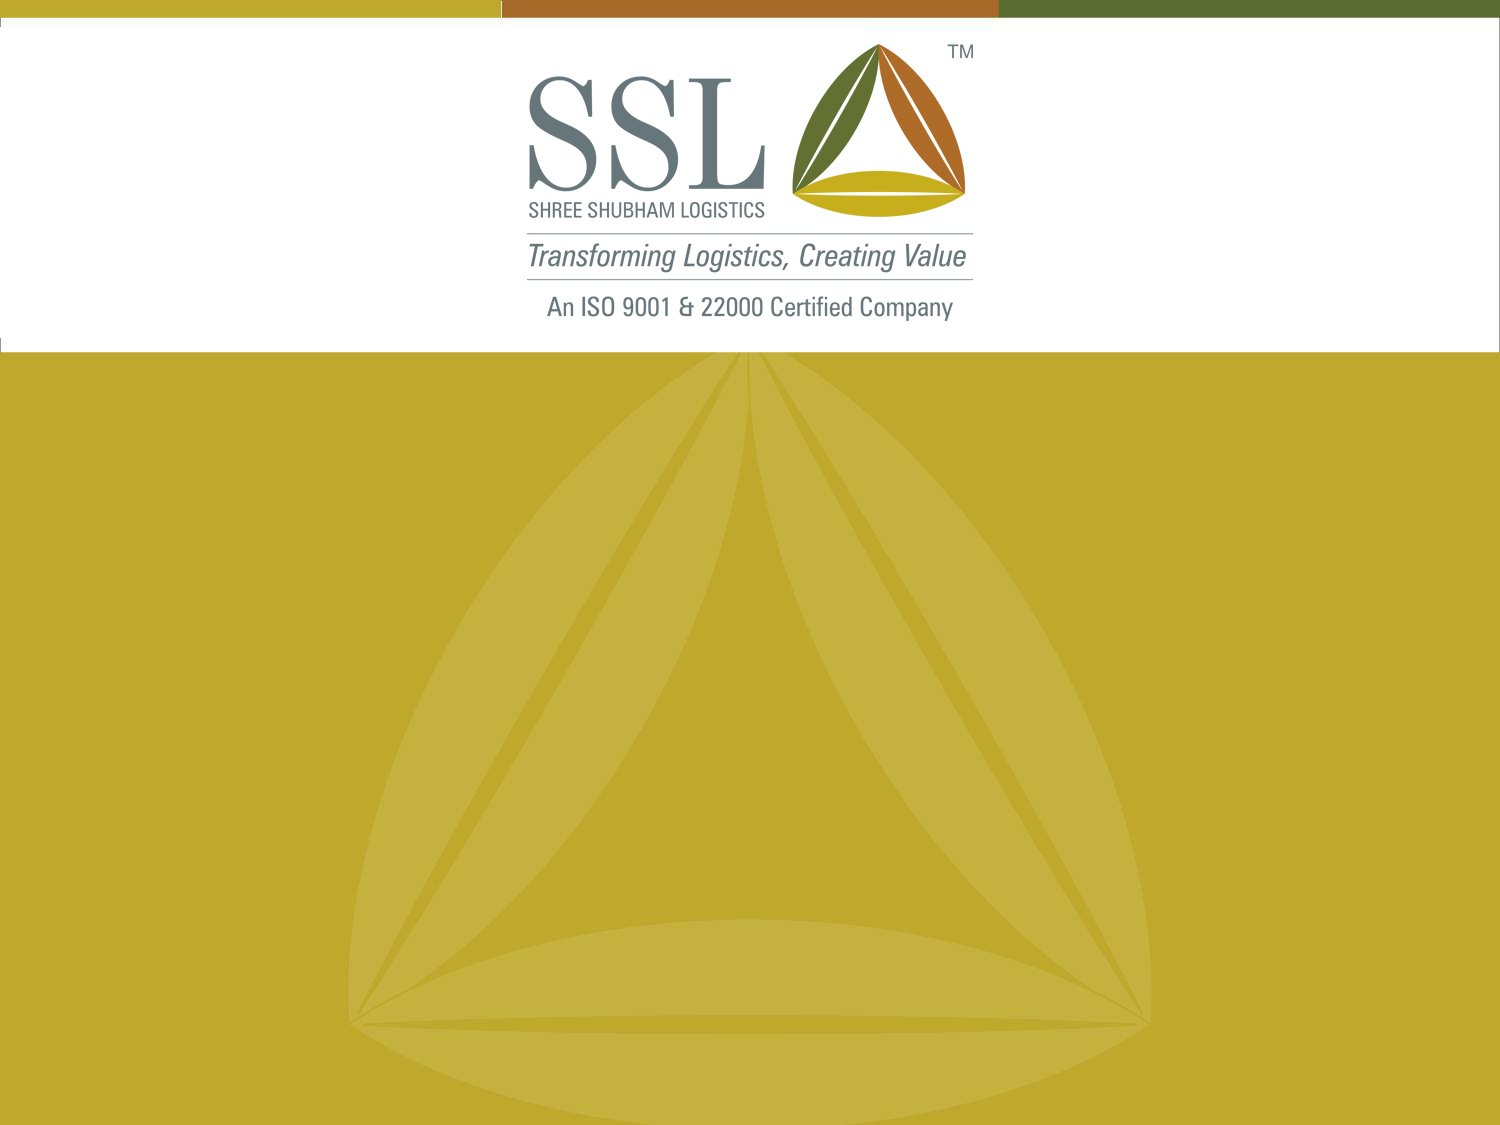 SSL
TM
SHREE SHUBHAM LOGISTICS
Transforming Logistics, Creating Value
An ISO 9001 & 22000 Certified Company